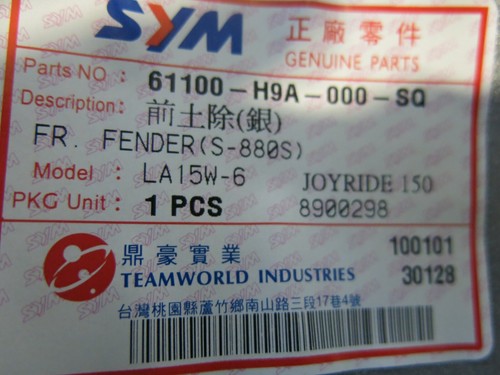 SYM 正廠零件
GENUINE PARTS
Parts NO : 61100-H9A-000-SQ
Description: 前土除(銀)
FR. FENDER(S-880S)
Model : LA15W-6 JOYRIDE 150
PKG Unit : 1 PCS 8900298
鼎豪實業 100101
TEAMWORLD INDUSTRIES 30128
台灣桃園縣蘆竹鄉南山路三段17巷4號